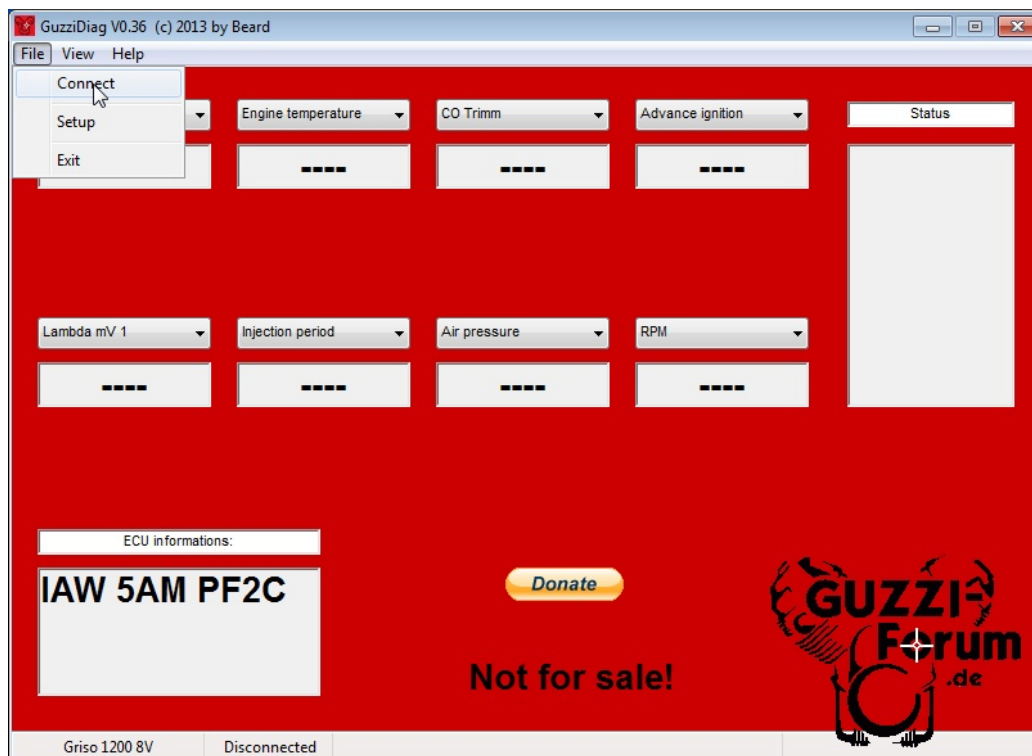 GuzziDiag V0.36 (c) 2013 by Beard
File View Help
Connect
Setup
Exit
Engine temperature
CO Trimm
Advance ignition
Status
----
----
----
Lambda mV 1
Injection period
Air pressure
RPM
----
----
----
----
ECU informations:
IAW 5AM PF2C
Donate
Not for sale!
GUZZI-
Forum
.de
Griso 1200 8V
Disconnected